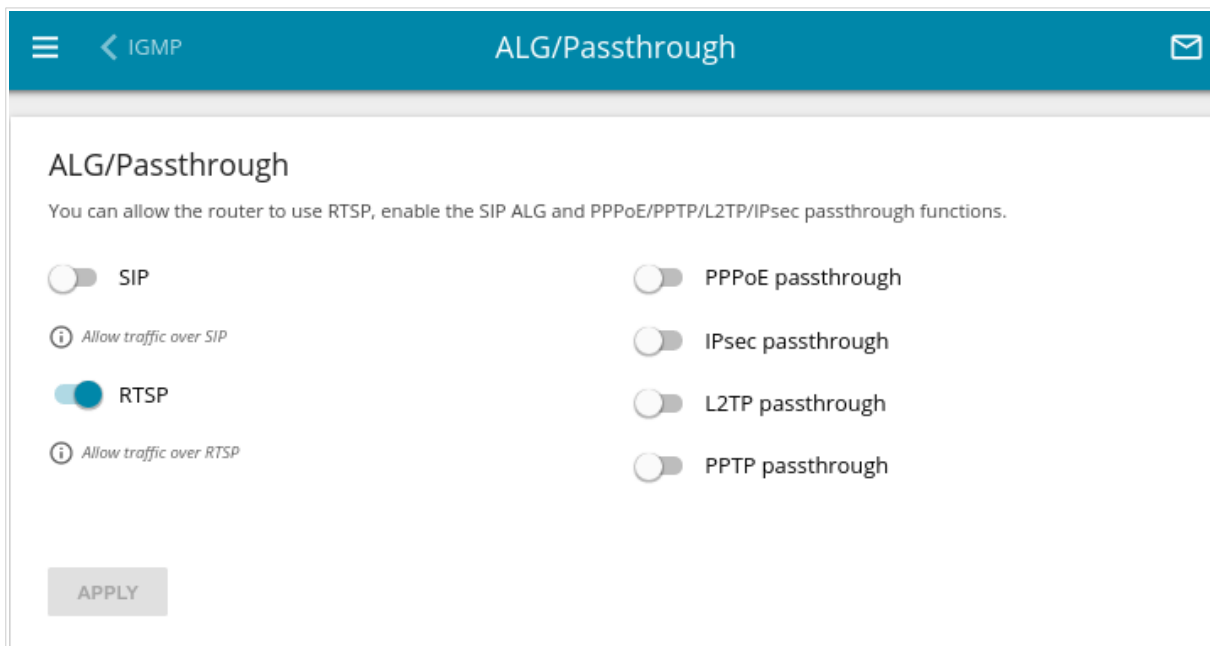 IGMP
ALG/Passthrough
ALG/Passthrough
You can allow the router to use RTSP, enable the SIP ALG and PPPoE/PPTP/L2TP/IPsec passthrough functions.
SIP
Allow traffic over SIP
RTSP
Allow traffic over RTSP
PPPoE passthrough
IPsec passthrough
L2TP passthrough
PPTP passthrough
APPLY